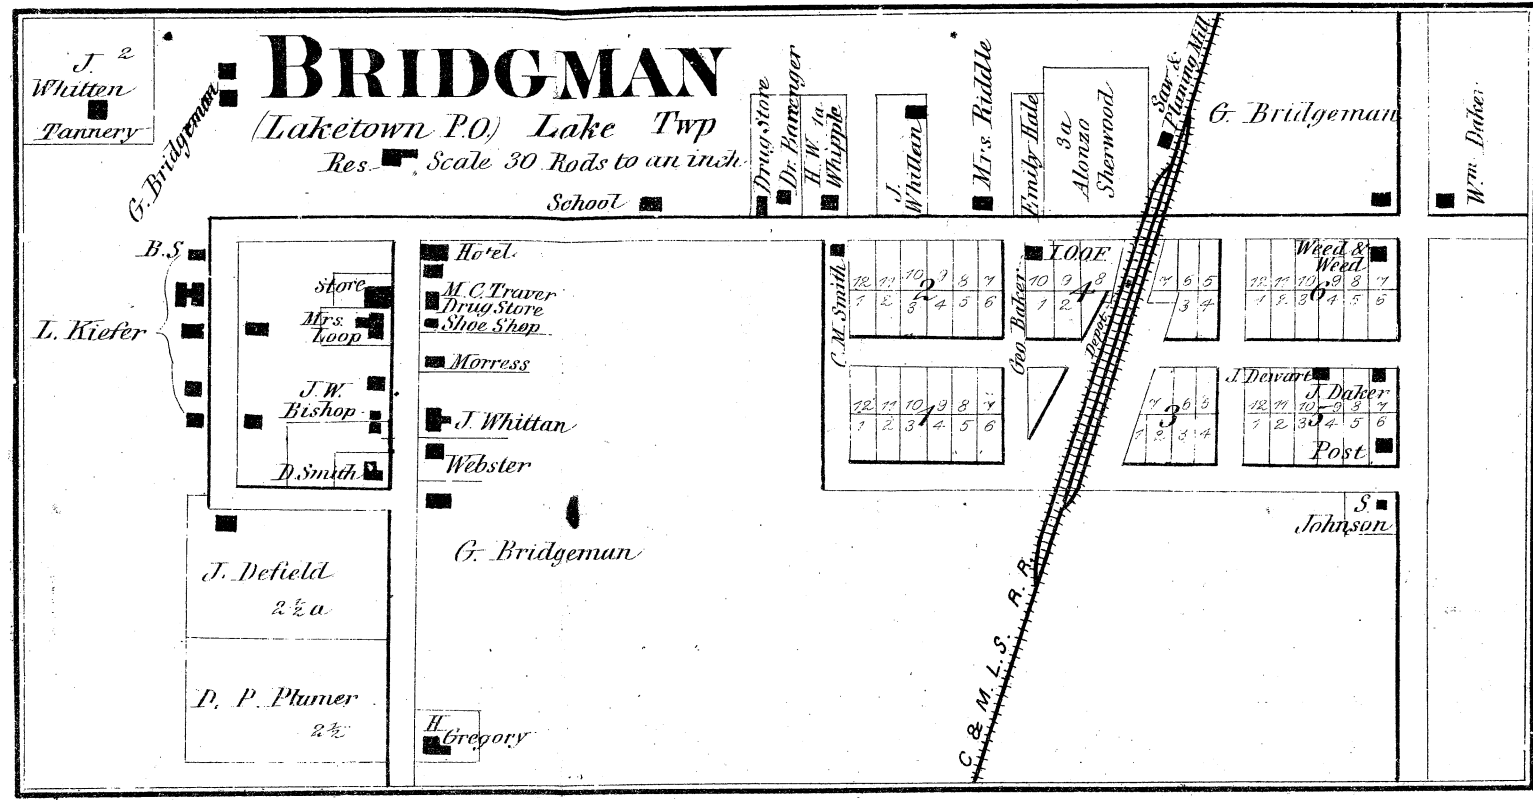 BRIDGMAN
(Laketown P.O.) Lake Twp
Res. Scale 30 Rods to an inch
J. 2
Whitten
Tannery
G. Bridgeman
School
Drug Store
H. W.
Whipple
J.
Whittan
Mrs. Riddle
Emily Hale
3 a
Alonzo
Sherwood
Saw &
Planing Mill
G. Bridgeman
Wm Daker
B.S.
L. Kiefer
store
Mrs.
Loop
J. W.
Bishop
D. Smith
Hotel
M. C. Traver
Drug Store
Shoe Shop
Morress
J. Whittan
Webster
G. Bridgeman
J. Defield
2½ a
D. P. Plumer
2½
H
Gregory
C. M. Smith
12 11 10 9 8 7
2
1 2 3 4 5 6
Geo. Baker
I.O.O.F.
10 9 8
4
1 2
Depot
7 6 5
3 4
Weed &
Weed
12 11 10 9 8 7
6
1 2 3 4 5 6
12 11 10 9 8 7
1
1 2 3 4 5 6
7 6 5
3
1 2 3 4
J. Dewart
J. Daker
12 11 10 9 8 7
5
1 2 3 4 5 6
Post
S.
Johnson
C. & M. L. S. R. R.